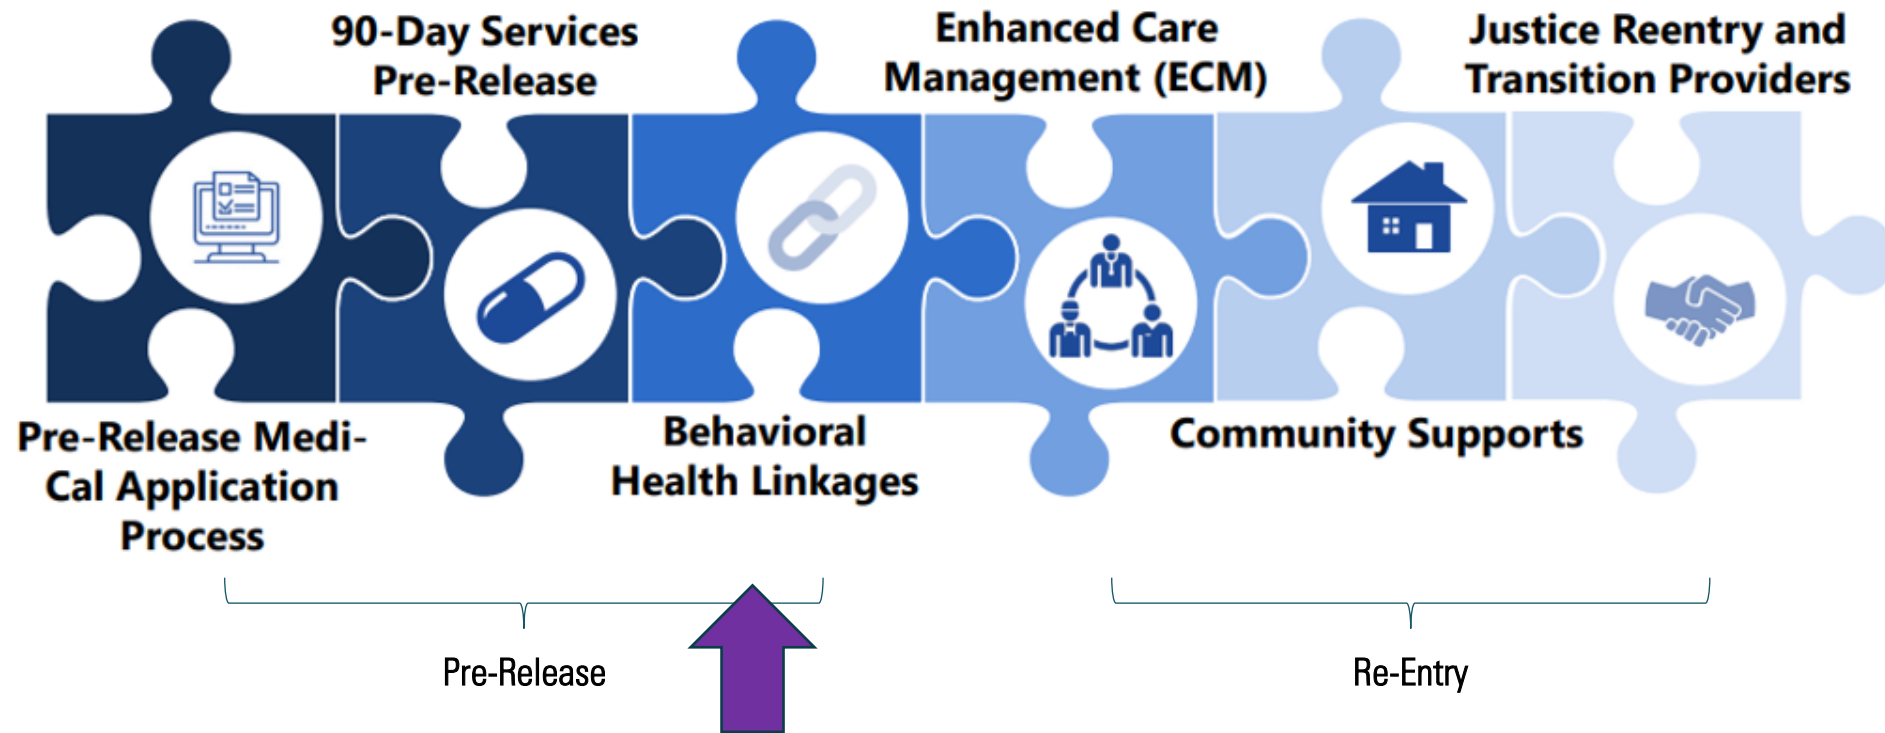 90-Day Services
Pre-Release
Enhanced Care
Management (ECM)
Justice Reentry and
Transition Providers
Pre-Release Medi-
Cal Application
Process
Behavioral
Health Linkages
Community Supports
Pre-Release
Re-Entry